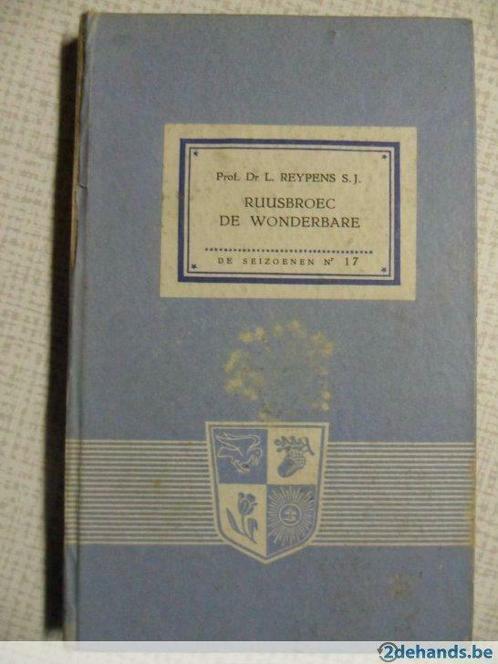 Prof. Dr L. REYPENS S.J.
RUUSBROEC
DE WONDERBARE
DE SEIZOENEN Nr 17
2dehands.be